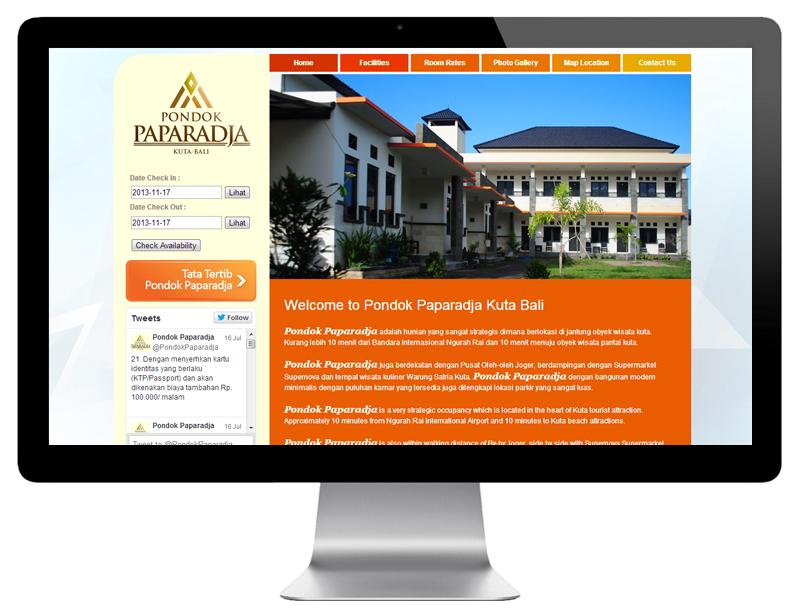 Home
Facilities
Room Rates
Photo Gallery
Map Location
Contact Us
PONDOK
PAPARADJA
KUTA-BALI
Date Check In :
2013-11-17
Lihat
Date Check Out :
2013-11-17
Lihat
Check Availability
Tata Tertib
Pondok Paparadja
Tweets
Follow
Pondok Paparadja
16 Jul
@PondokPaparadja
21. Dengan menyerhkan kartu
identitas yang berlaku
(KTP/Passport) dan akan
dikenakan biaya tambahan Rp.
100.000/ malam
Pondok Paparadja
16 Jul
Tweet to @PondokPaparadja
Welcome to Pondok Paparadja Kuta Bali
Pondok Paparadja adalah hunian yang sangat strategis dimana berlokasi di jantung obyek wisata kuta.
Kurang lebih 10 menit dari Bandara Internasional Ngurah Rai dan 10 menit menuju obyek wisata pantai kuta.
Pondok Paparadja juga berdekatan dengan Pusat Oleh-oleh Joger, berdampingan dengan Supermarket
Supernova dan tempat wisata kuliner Warung Satria Kuta. Pondok Paparadja dengan bangunan modern
minimalis dengan puluhan kamar yang tersedia juga dilengkapi lokasi parkir yang sangat luas.
Pondok Paparadja is a very strategic occupancy which is located in the heart of Kuta tourist attraction.
Approximately 10 minutes from Ngurah Rai International Airport and 10 minutes to Kuta beach attractions.
Pondok Paparadja is also within walking distance of By-by Joger, side by side with Supernova Supermarket